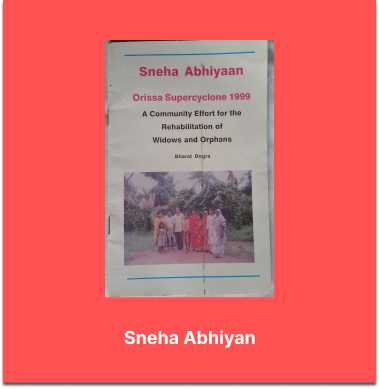 Sneha Abhiyaan
Orissa Supercyclone 1999
A Community Effort for the
Rehabilitation of
Widows and Orphans
Bharat Dogra
Sneha Abhiyan